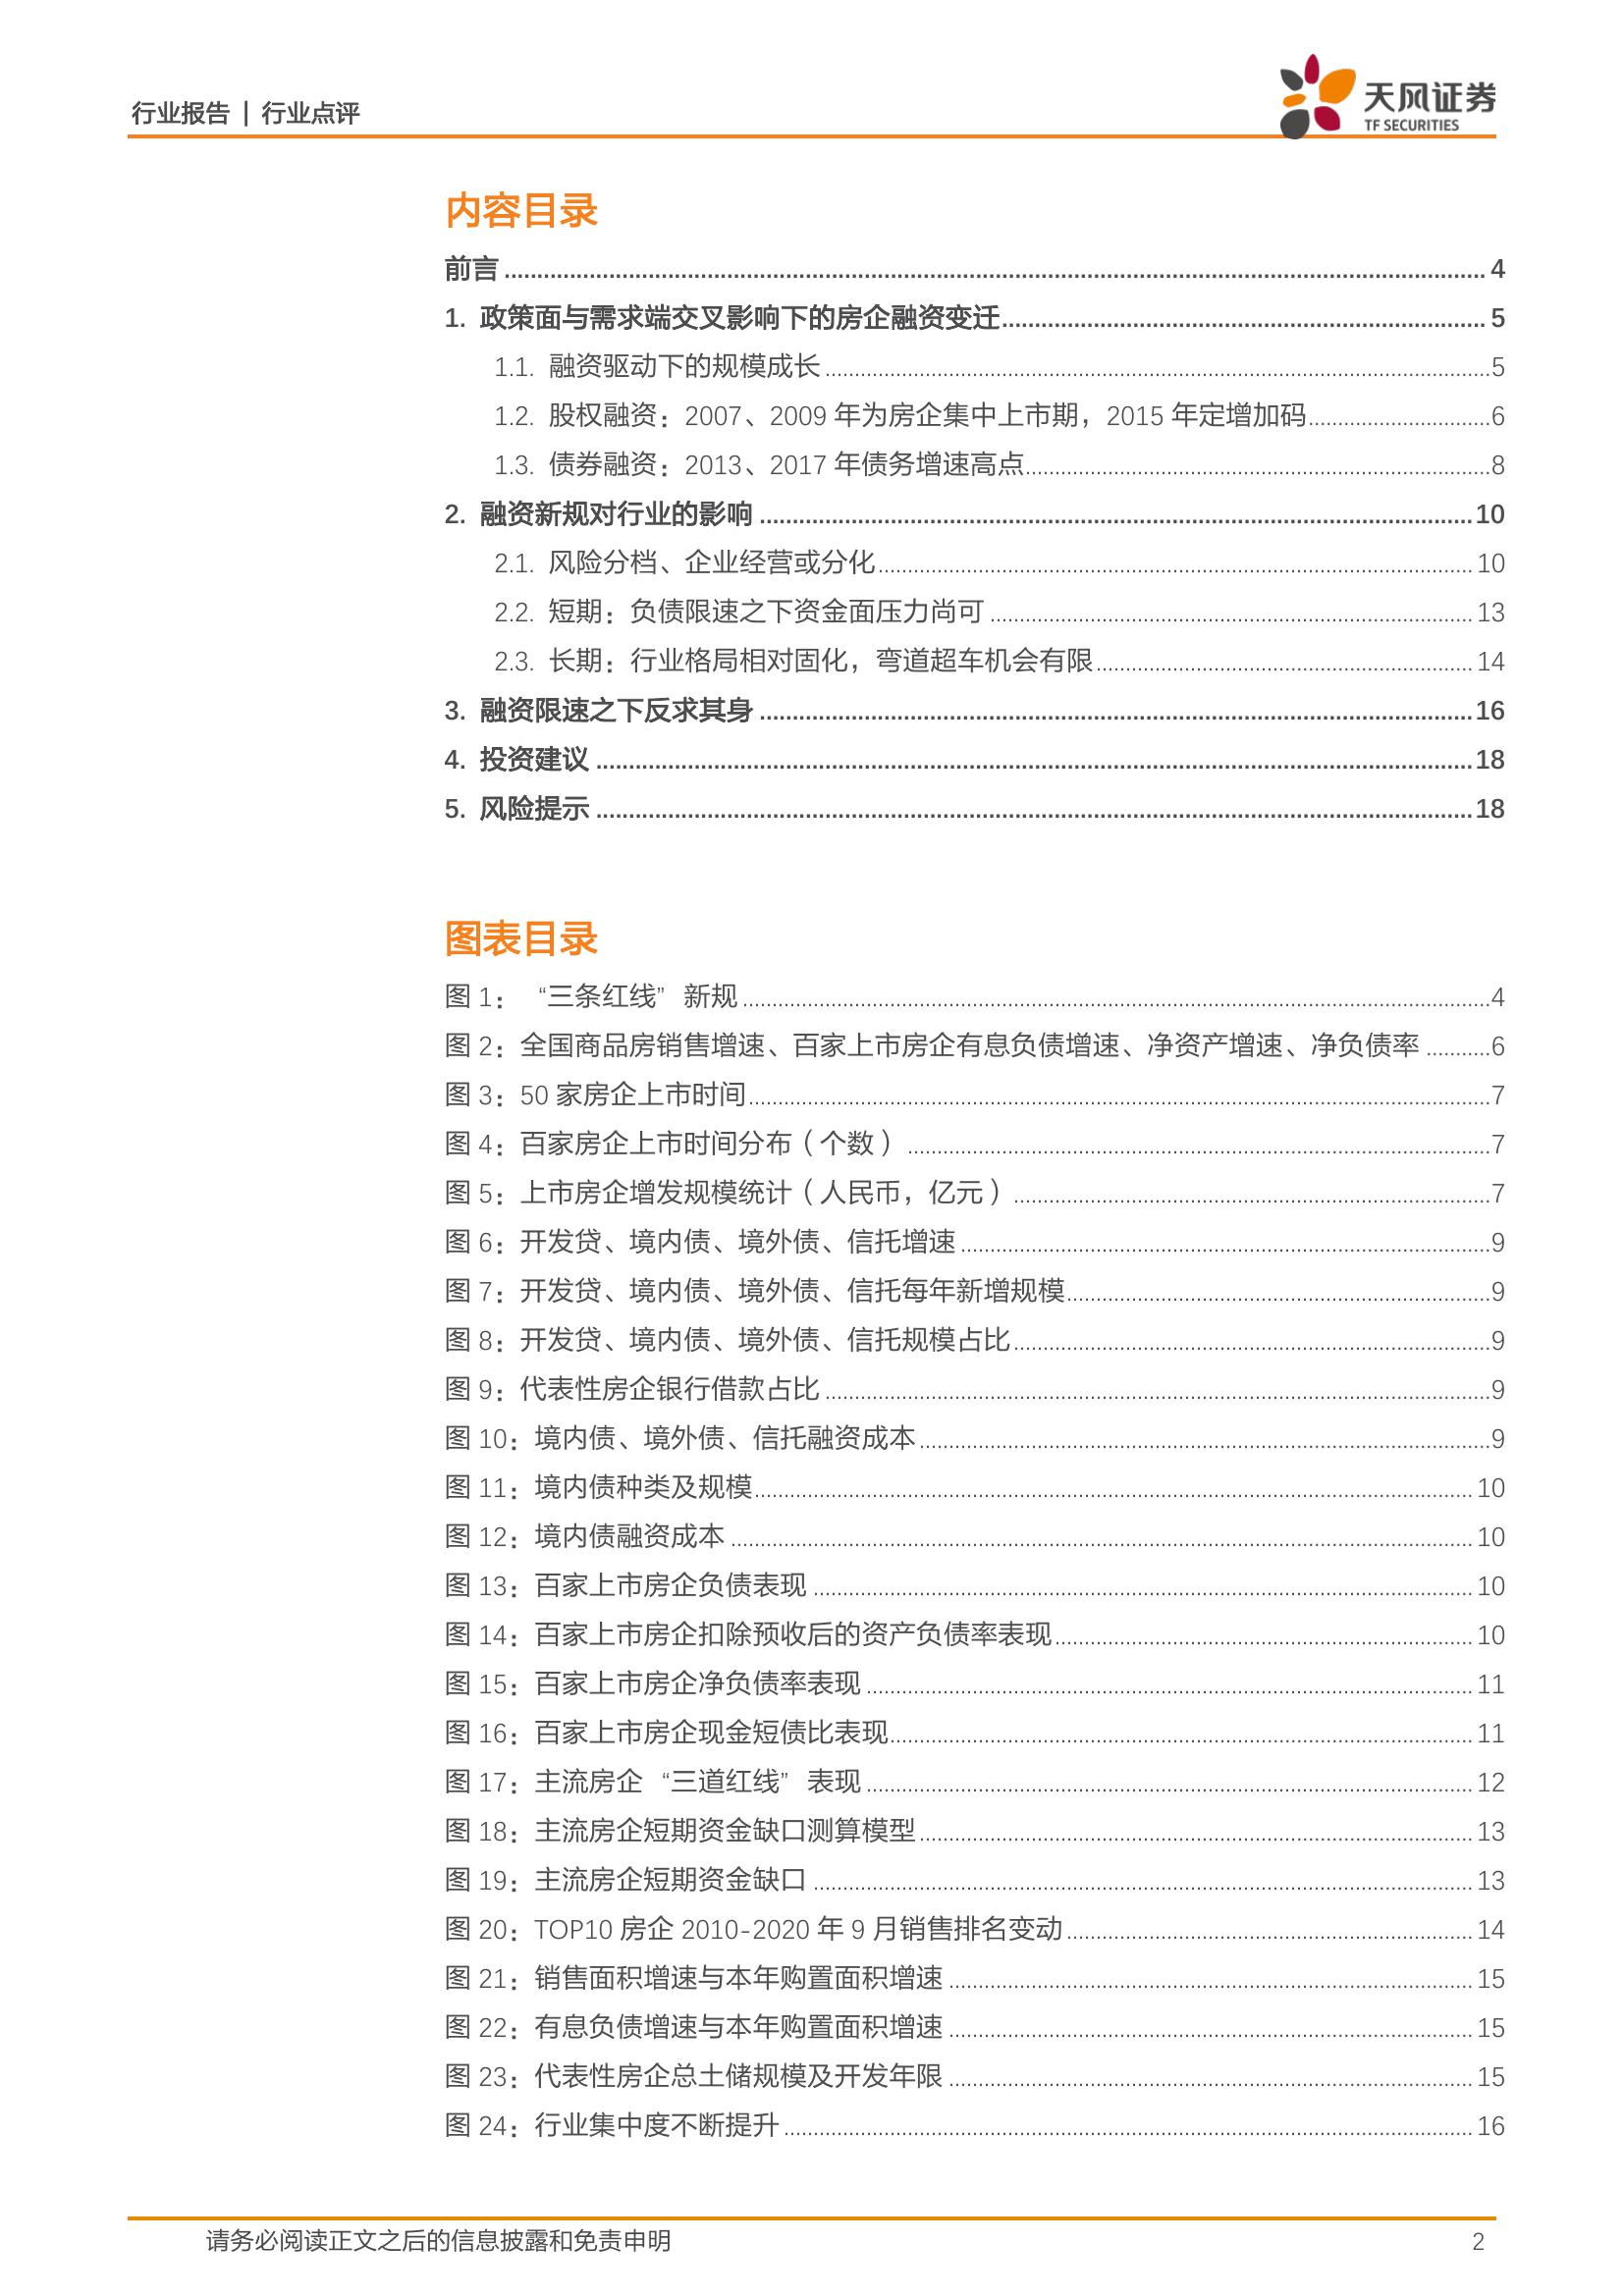 行业报告 | 行业点评
天风证券
TF SECURITIES
内容目录
前言 4
1. 政策面与需求端交叉影响下的房企融资变迁 5
1.1. 融资驱动下的规模成长 5
1.2. 股权融资：2007、2009 年为房企集中上市期，2015 年定增加码 6
1.3. 债券融资：2013、2017 年债务增速高点 8
2. 融资新规对行业的影响 10
2.1. 风险分档、企业经营或分化 10
2.2. 短期：负债限速之下资金面压力尚可 13
2.3. 长期：行业格局相对固化，弯道超车机会有限 14
3. 融资限速之下反求其身 16
4. 投资建议 18
5. 风险提示 18
图表目录
图 1：“三条红线” 新规 4
图 2：全国商品房销售增速、百家上市房企有息负债增速、净资产增速、净负债率 6
图 3：50 家房企上市时间 7
图 4：百家房企上市时间分布（个数） 7
图 5：上市房企增发规模统计（人民币，亿元） 7
图 6：开发贷、境内债、境外债、信托增速 9
图 7：开发贷、境内债、境外债、信托每年新增规模 9
图 8：开发贷、境内债、境外债、信托规模占比 9
图 9：代表性房企银行借款占比 9
图 10：境内债、境外债、信托融资成本 9
图 11：境内债种类及规模 10
图 12：境内债融资成本 10
图 13：百家上市房企负债表现 10
图 14：百家上市房企扣除预收后的资产负债率表现 10
图 15：百家上市房企净负债率表现 11
图 16：百家上市房企现金短债比表现 11
图 17：主流房企 “三道红线” 表现 12
图 18：主流房企短期资金缺口测算模型 13
图 19：主流房企短期资金缺口 13
图 20：TOP10 房企 2010-2020 年 9 月销售排名变动 14
图 21：销售面积增速与本年购置面积增速 15
图 22：有息负债增速与本年购置面积增速 15
图 23：代表性房企总土储规模及开发年限 15
图 24：行业集中度不断提升 16
请务必阅读正文之后的信息披露和免责申明 2